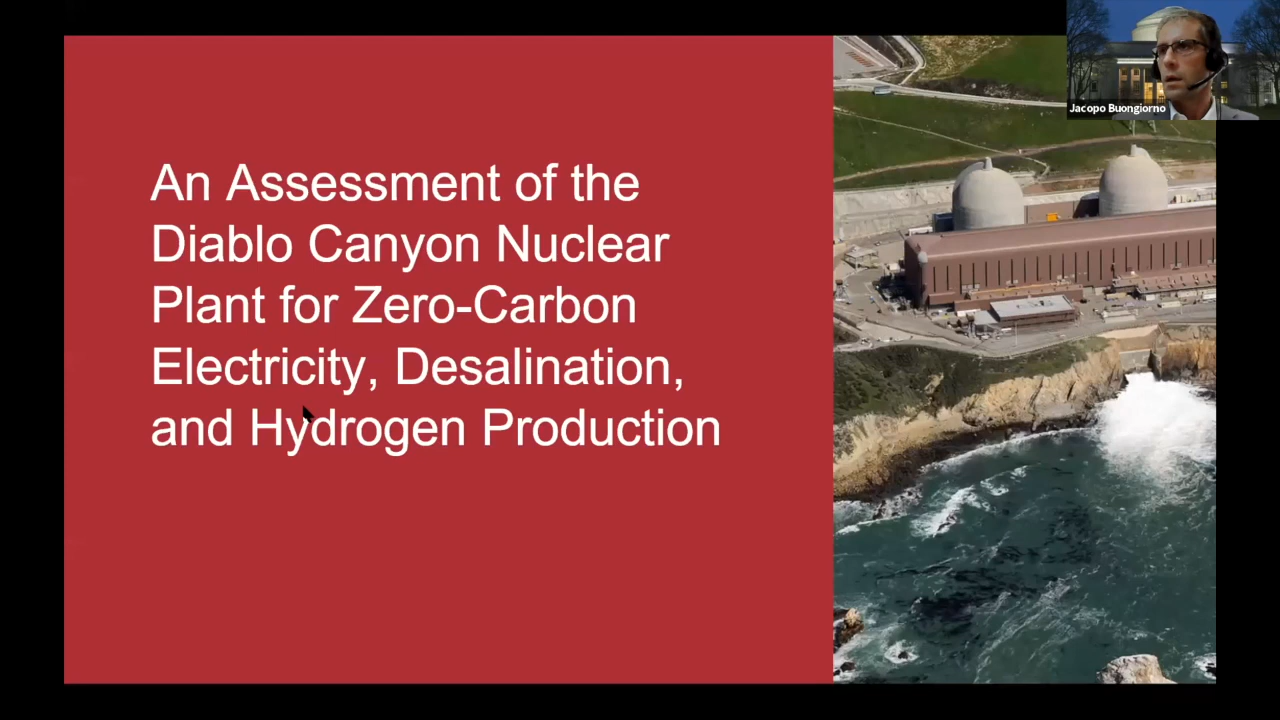 An Assessment of the
Diablo Canyon Nuclear
Plant for Zero-Carbon
Electricity, Desalination,
and Hydrogen Production
Jacopo Buongiorno